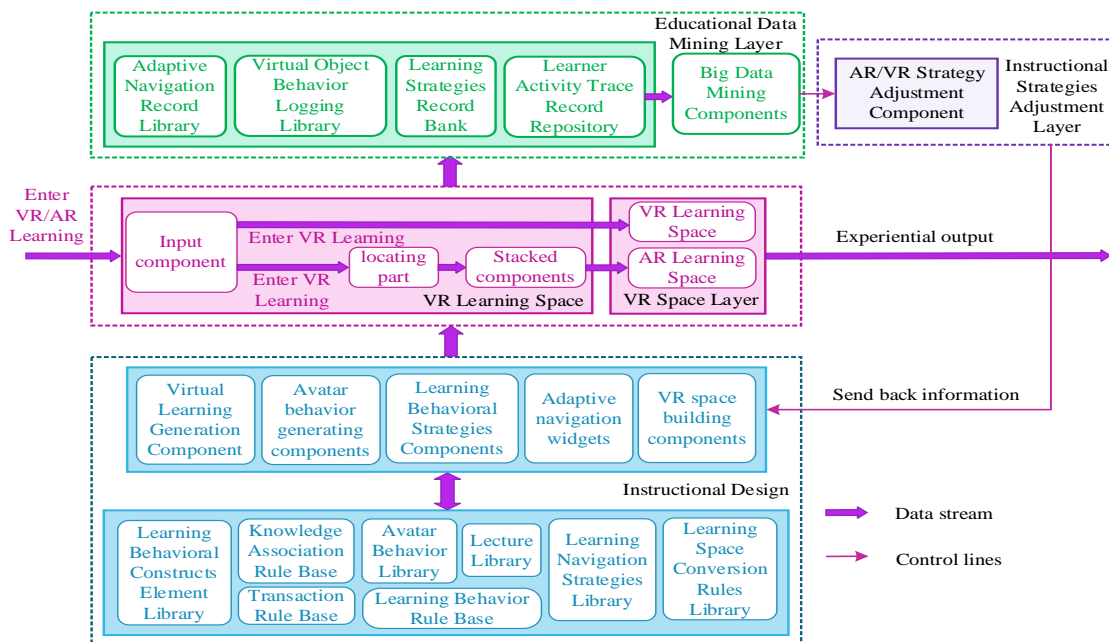 Educational Data
Mining Layer
Adaptive
Navigation
Record
Library
Virtual Object
Behavior
Logging
Library
Learning
Strategies
Record
Bank
Learner
Activity Trace
Record
Repository
Big Data
Mining
Components
AR/VR Strategy
Adjustment
Component
Instructional
Strategies
Adjustment
Layer
Enter
VR/AR
Learning
Input
component
Enter VR Learning
Enter VR
Learning
locating
part
Stacked
components
VR Learning Space
VR Learning
Space
AR Learning
Space
VR Space Layer
Experiential output
Virtual
Learning
Generation
Component
Avatar
behavior
generating
components
Learning
Behavioral
Strategies
Components
Adaptive
navigation
widgets
VR space
building
components
Send back information
Instructional Design
Learning
Behavioral
Constructs
Element
Library
Knowledge
Association
Rule Base
Transaction
Rule Base
Avatar
Behavior
Library
Lecture
Library
Learning Behavior
Rule Base
Learning
Navigation
Strategies
Library
Learning
Space
Conversion
Rules
Library
Data stream
Control lines